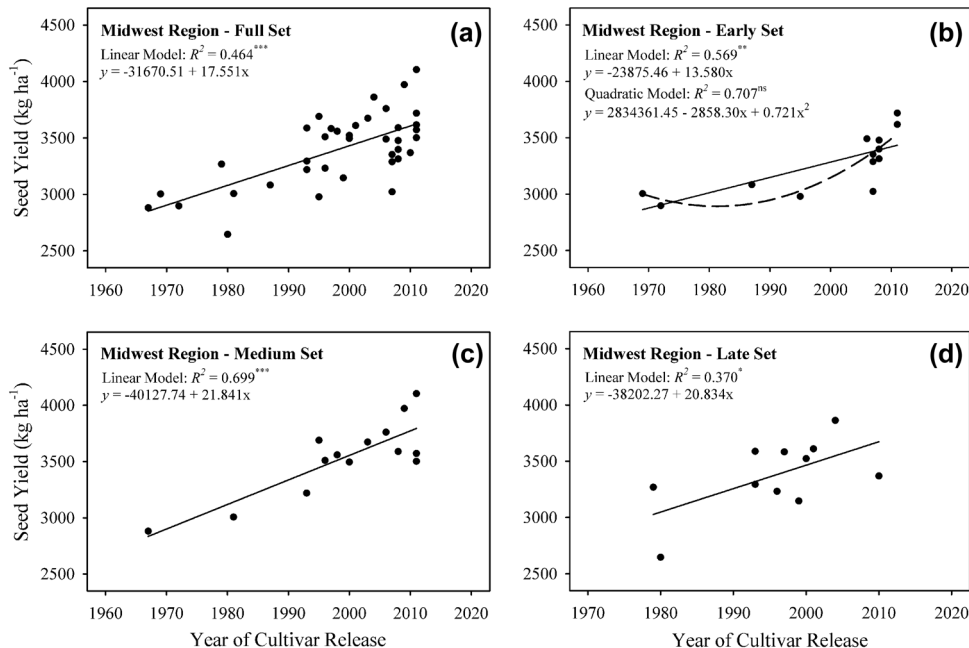 Midwest Region - Full Set
(a)
Linear Model: R² = 0.464***
y = -31670.51 + 17.551x
Seed Yield (kg ha⁻¹)
4500
4000
3500
3000
2500
1960 1970 1980 1990 2000 2010 2020
Midwest Region - Early Set
(b)
Linear Model: R² = 0.569**
y = -23875.46 + 13.580x
Quadratic Model: R² = 0.707ⁿˢ
y = 2834361.45 - 2858.30x + 0.721x²
4500
4000
3500
3000
2500
1960 1970 1980 1990 2000 2010 2020
Midwest Region - Medium Set
(c)
Linear Model: R² = 0.699***
y = -40127.74 + 21.841x
Seed Yield (kg ha⁻¹)
4500
4000
3500
3000
2500
1960 1970 1980 1990 2000 2010 2020
Year of Cultivar Release
Midwest Region - Late Set
(d)
Linear Model: R² = 0.370*
y = -38202.27 + 20.834x
4500
4000
3500
3000
2500
1970 1980 1990 2000 2010 2020
Year of Cultivar Release